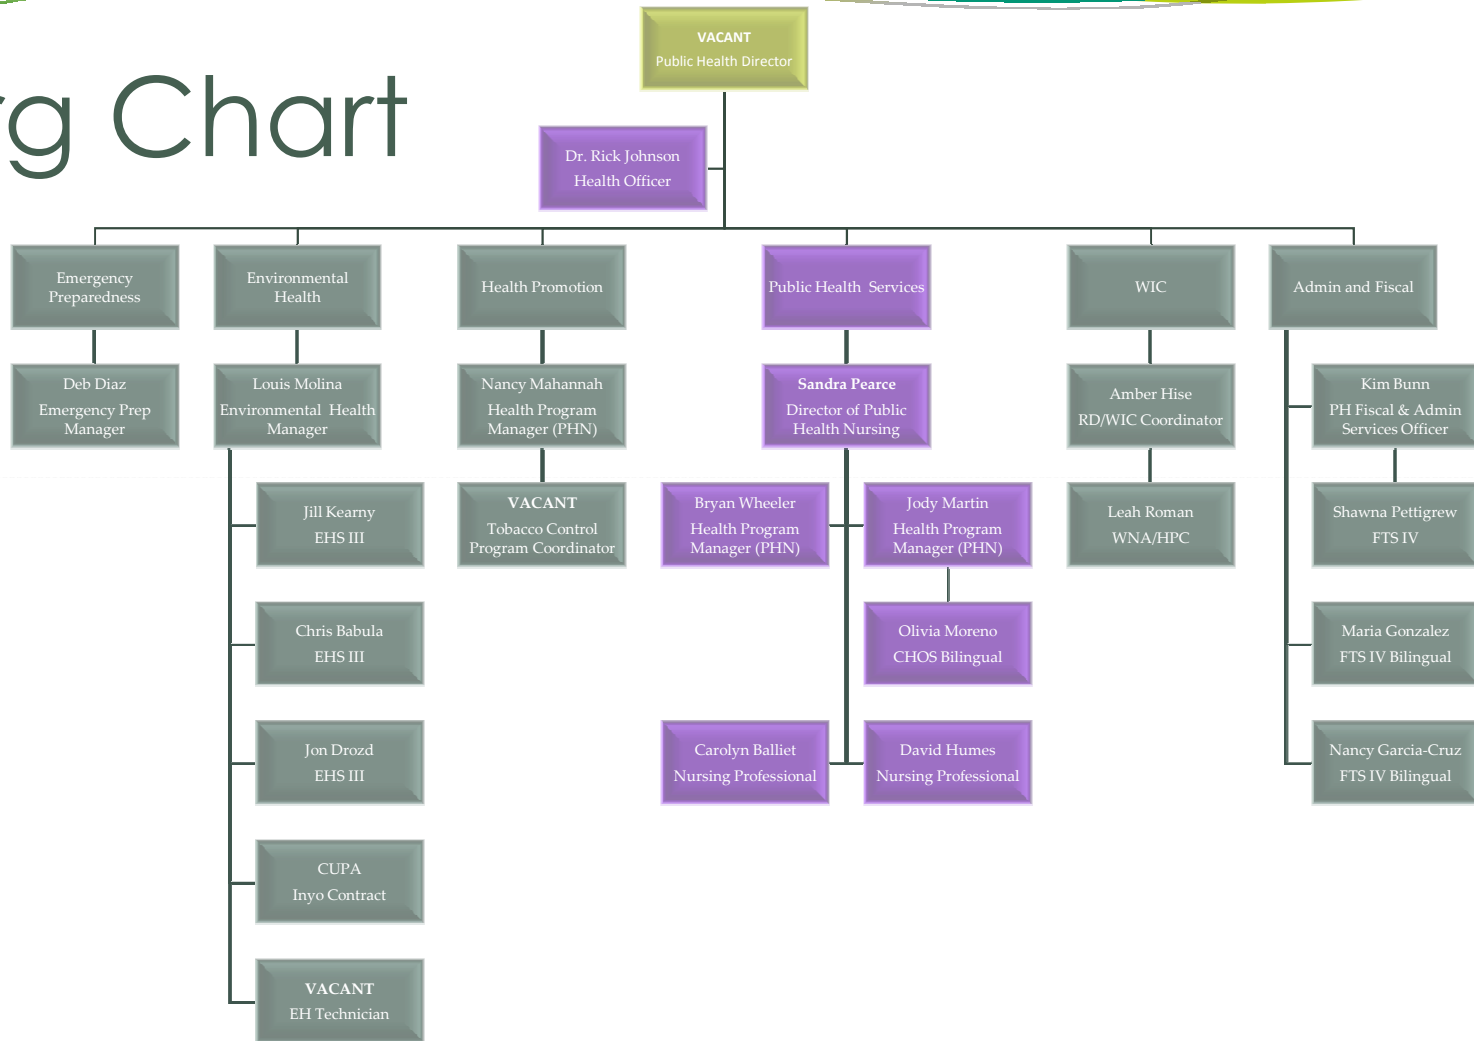 VACANT
Public Health Director
rg Chart
Dr. Rick Johnson
Health Officer
Emergency
Preparedness
Environmental
Health
Health Promotion
Public Health Services
WIC
Admin and Fiscal
Deb Diaz
Emergency Prep
Manager
Louis Molina
Environmental Health
Manager
Nancy Mahannah
Health Program
Manager (PHN)
Sandra Pearce
Director of Public
Health Nursing
Amber Hise
RD/WIC Coordinator
Kim Bunn
PH Fiscal & Admin
Services Officer
Jill Kearny
EHS III
VACANT
Tobacco Control
Program Coordinator
Bryan Wheeler
Health Program
Manager (PHN)
Jody Martin
Health Program
Manager (PHN)
Leah Roman
WNA/HPC
Shawna Pettigrew
FTS IV
Chris Babula
EHS III
Olivia Moreno
CHOS Bilingual
Maria Gonzalez
FTS IV Bilingual
Jon Drozd
EHS III
Carolyn Balliet
Nursing Professional
David Humes
Nursing Professional
Nancy Garcia-Cruz
FTS IV Bilingual
CUPA
Inyo Contract
VACANT
EH Technician